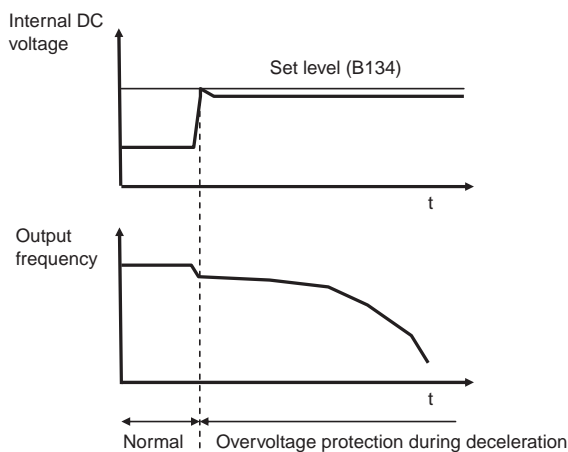 Internal DC
voltage
Set level (B134)
t
Output
frequency
t
Normal
Overvoltage protection during deceleration